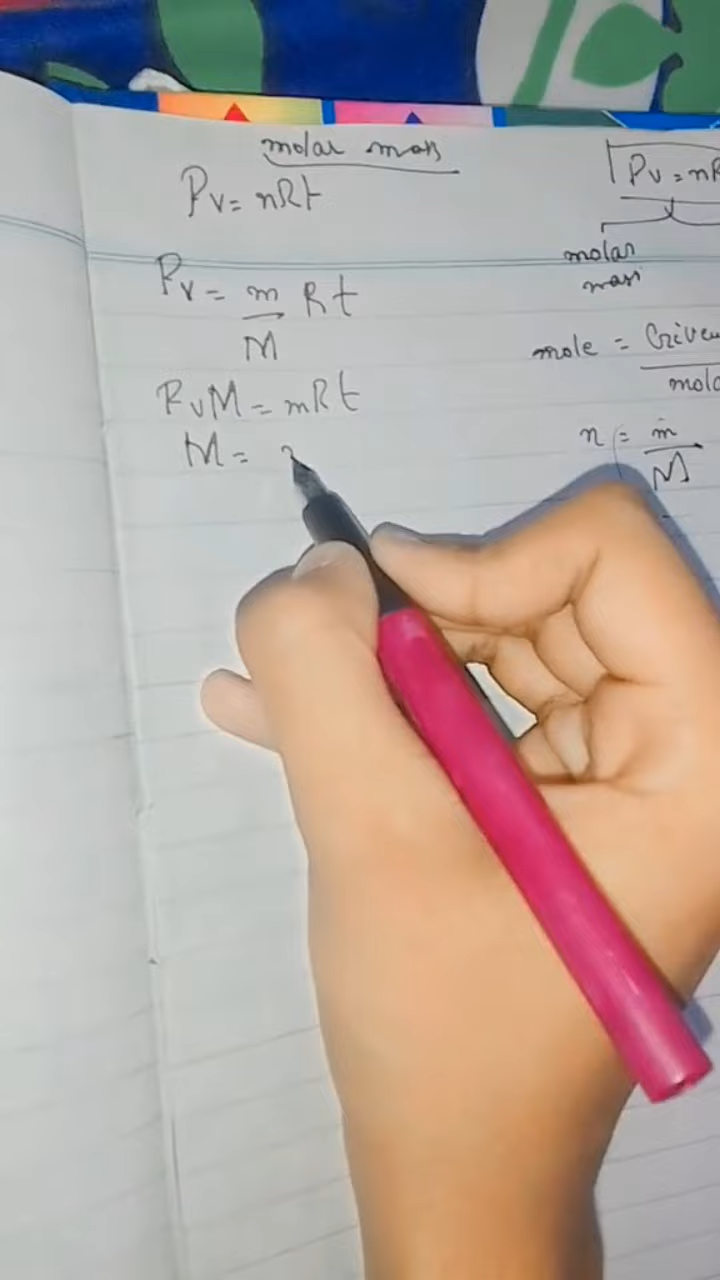 molar mass
Pv = nRt
Pv = m/M Rt
PvM = mRt
M =
Pv = nR
molar
mass
mole = Given
mola
n = m/M